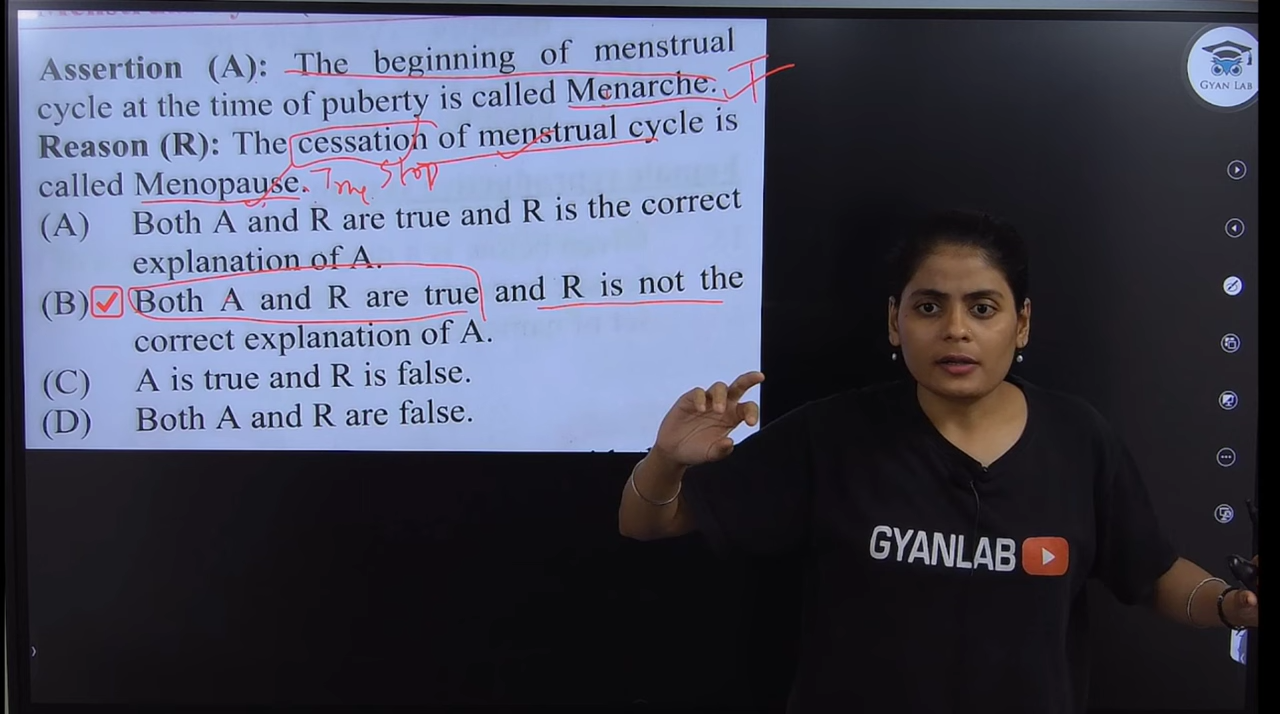 Assertion (A): The beginning of menstrual
cycle at the time of puberty is called Menarche. T
Reason (R): The cessation of menstrual cycle is
called Menopause. True Stop
(A) Both A and R are true and R is the correct
explanation of A.
(B) Both A and R are true and R is not the
correct explanation of A.
(C) A is true and R is false.
(D) Both A and R are false.
GYAN LAB
GYANLAB